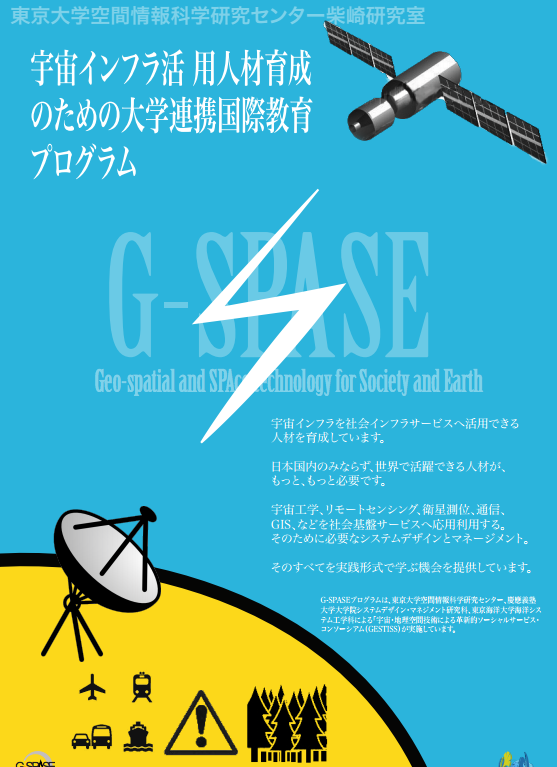 東京大学空間情報科学研究センター柴崎研究室
宇宙インフラ活 用人材育成
のための大学連携国際教育
プログラム
G-SPASE
Geo-spatial and SPAce technology for Society and Earth
宇宙インフラを社会インフラサービスへ活用できる
人材を育成しています。
日本国内のみならず、世界で活躍できる人材が、
もっと、もっと必要です。
宇宙工学、リモートセンシング、衛星測位、通信、
GIS、などを社会基盤サービスへ応用利用する。
そのために必要なシステムデザインとマネージメント。
そのすべてを実践形式で学ぶ機会を提供しています。
G-SPASEプログラムは、東京大学空間情報科学研究センター、慶應義塾
大学大学院システムデザイン・マネジメント研究科、東京海洋大学海洋シス
テム工学科による「宇宙・地理空間技術による革新的ソーシャルサービス・
コンソーシアム(GESTISS)が実施しています。
G-SPASE